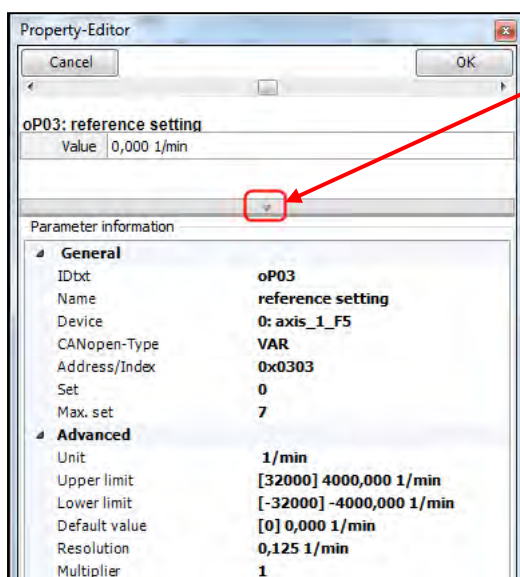 Property-Editor
Cancel OK
oP03: reference setting
Value 0,000 1/min
Parameter information
General
IDtxt oP03
Name reference setting
Device 0: axis_1_F5
CANopen-Type VAR
Address/Index 0x0303
Set 0
Max. set 7
Advanced
Unit 1/min
Upper limit [32000] 4000,000 1/min
Lower limit [-32000] -4000,000 1/min
Default value [0] 0,000 1/min
Resolution 0,125 1/min
Multiplier 1